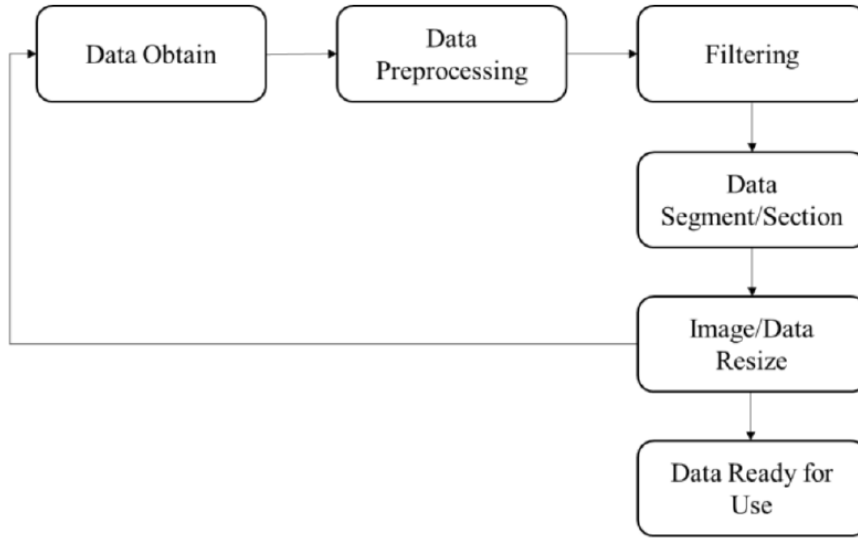 Data Obtain
Data
Preprocessing
Filtering
Data
Segment/Section
Image/Data
Resize
Data Ready for
Use